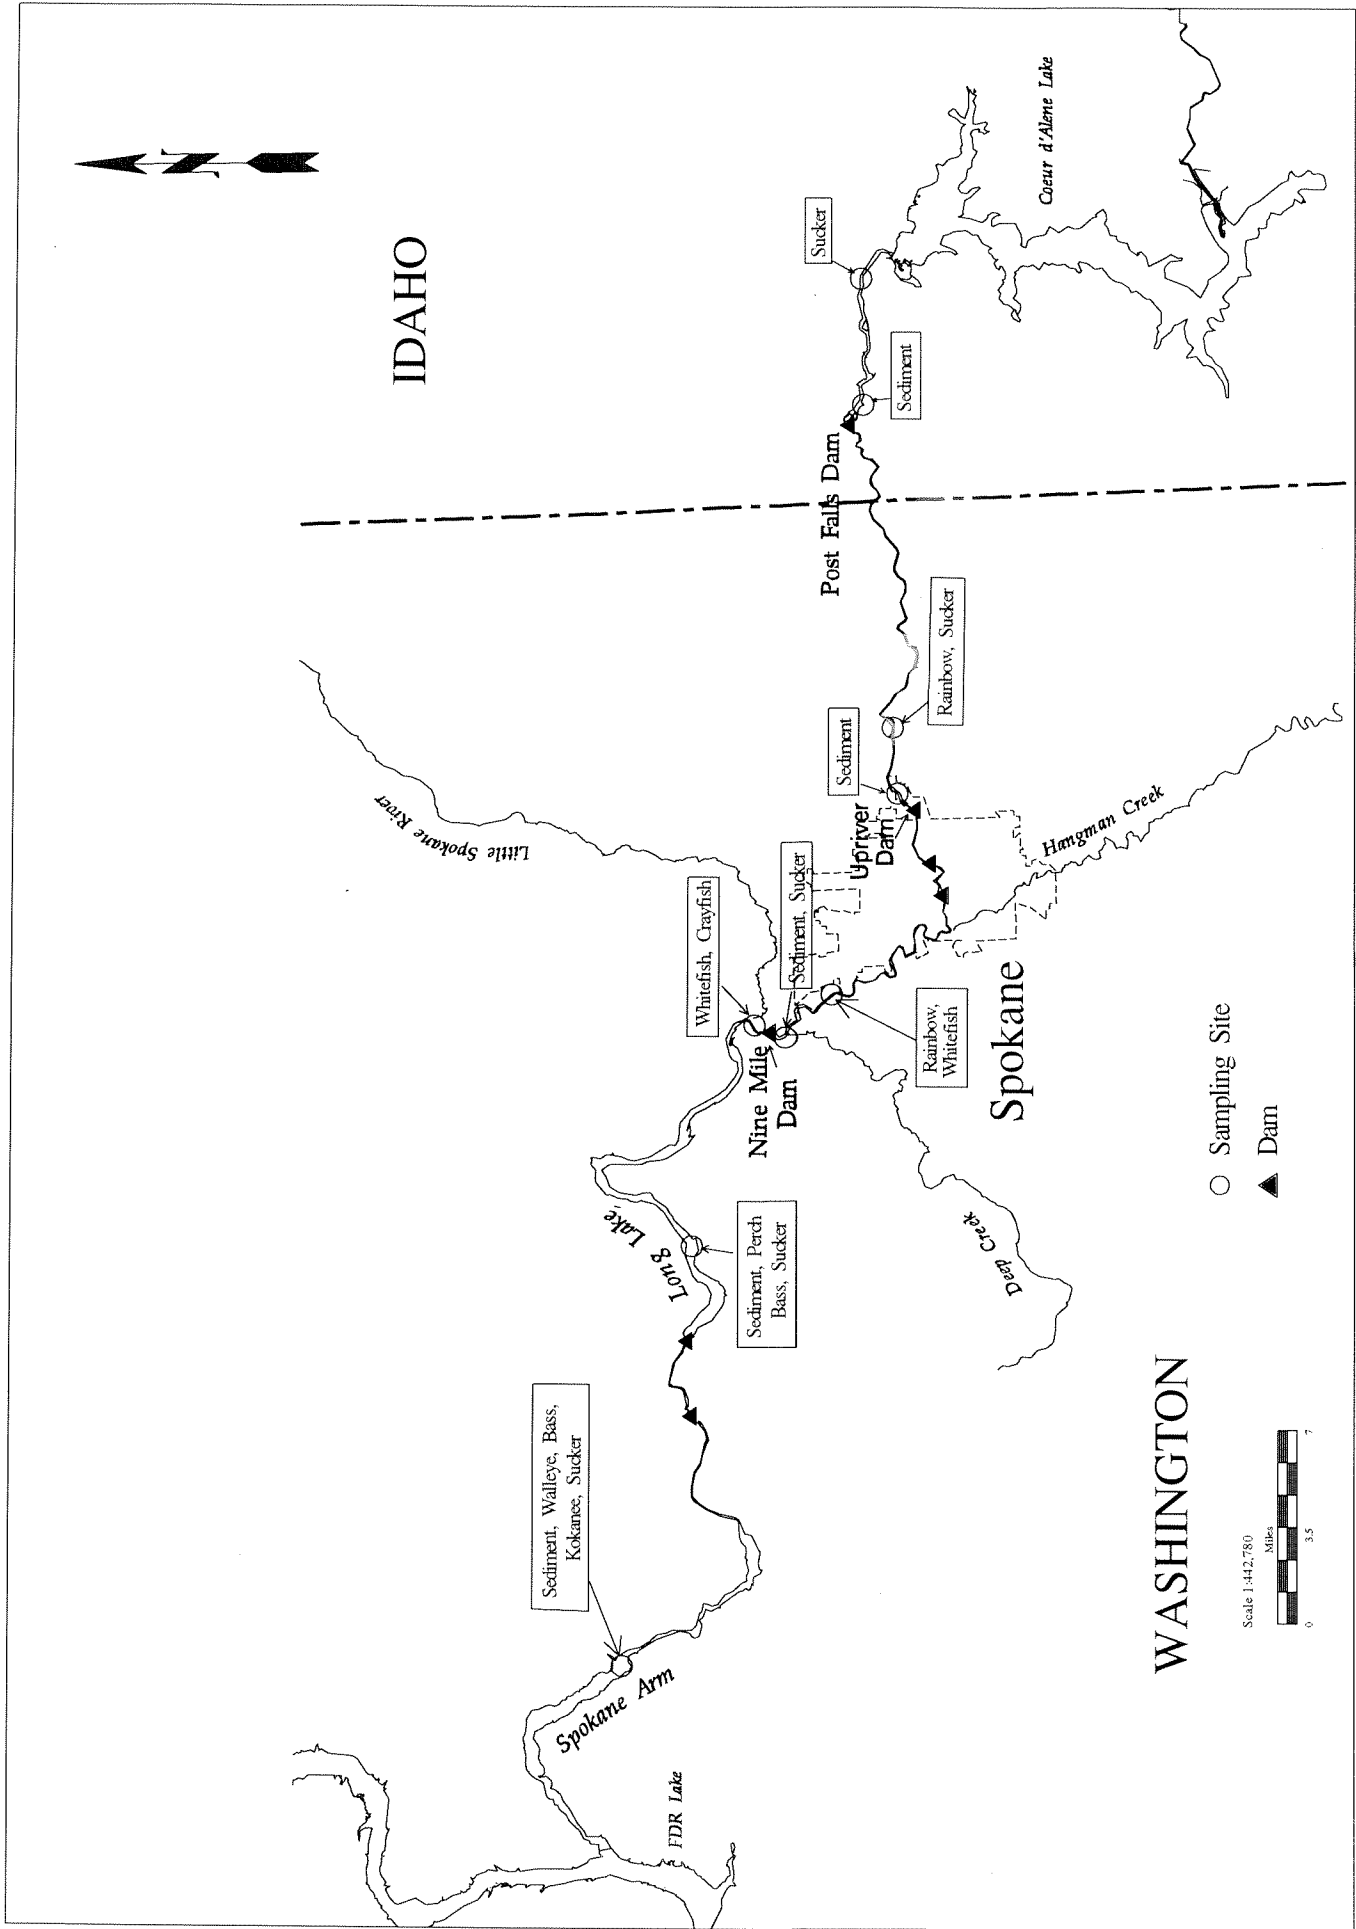 IDAHO
N
Coeur d'Alene Lake
Sucker
Sediment
Post Falls Dam
Rainbow, Sucker
Sediment
Upriver
Dam
Little Spokane River
Hangman Creek
Whitefish, Crayfish
Sediment, Sucker
Rainbow,
Whitefish
Nine Mile
Dam
Spokane
Deep Creek
Long Lake
Sediment, Perch
Bass, Sucker
Sediment, Walleye, Bass,
Kokanee, Sucker
Spokane Arm
FDR Lake
WASHINGTON
Sampling Site
Dam
Scale 1:442,780
Miles
0 3.5 7